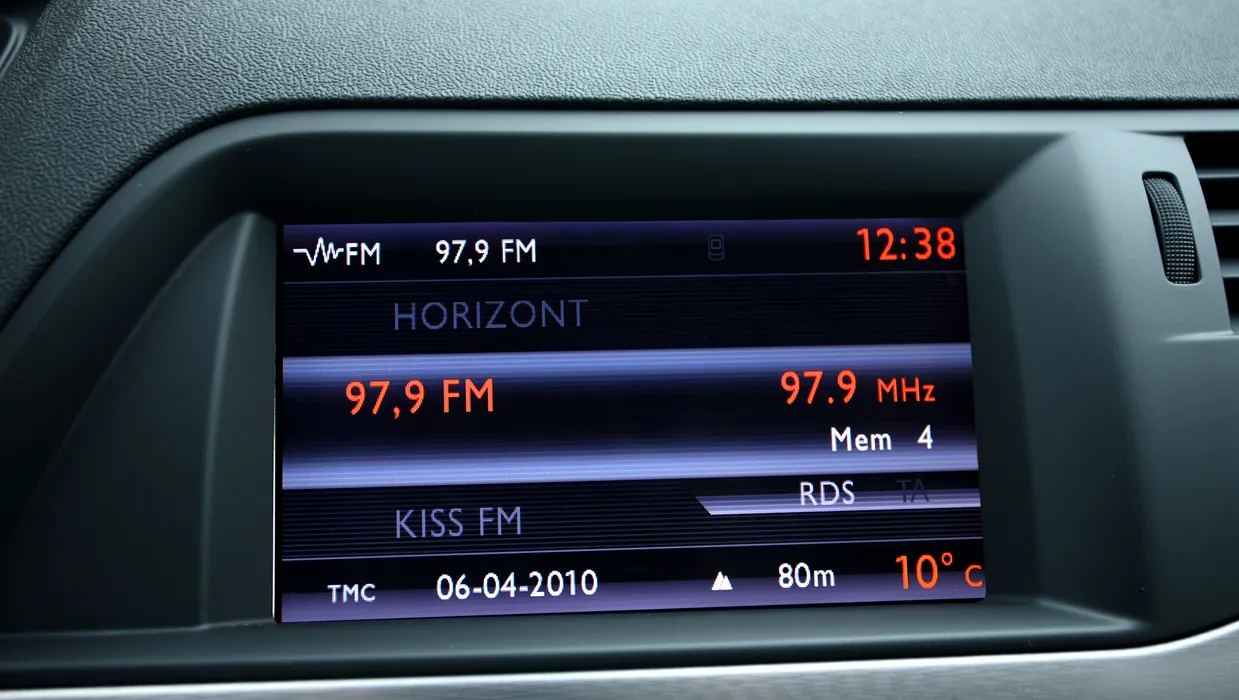 FM 97,9 FM 12:38
HORIZONT
97,9 FM 97.9 MHz
Mem 4
RDS TA
KISS FM
TMC 06-04-2010 80m 10° C